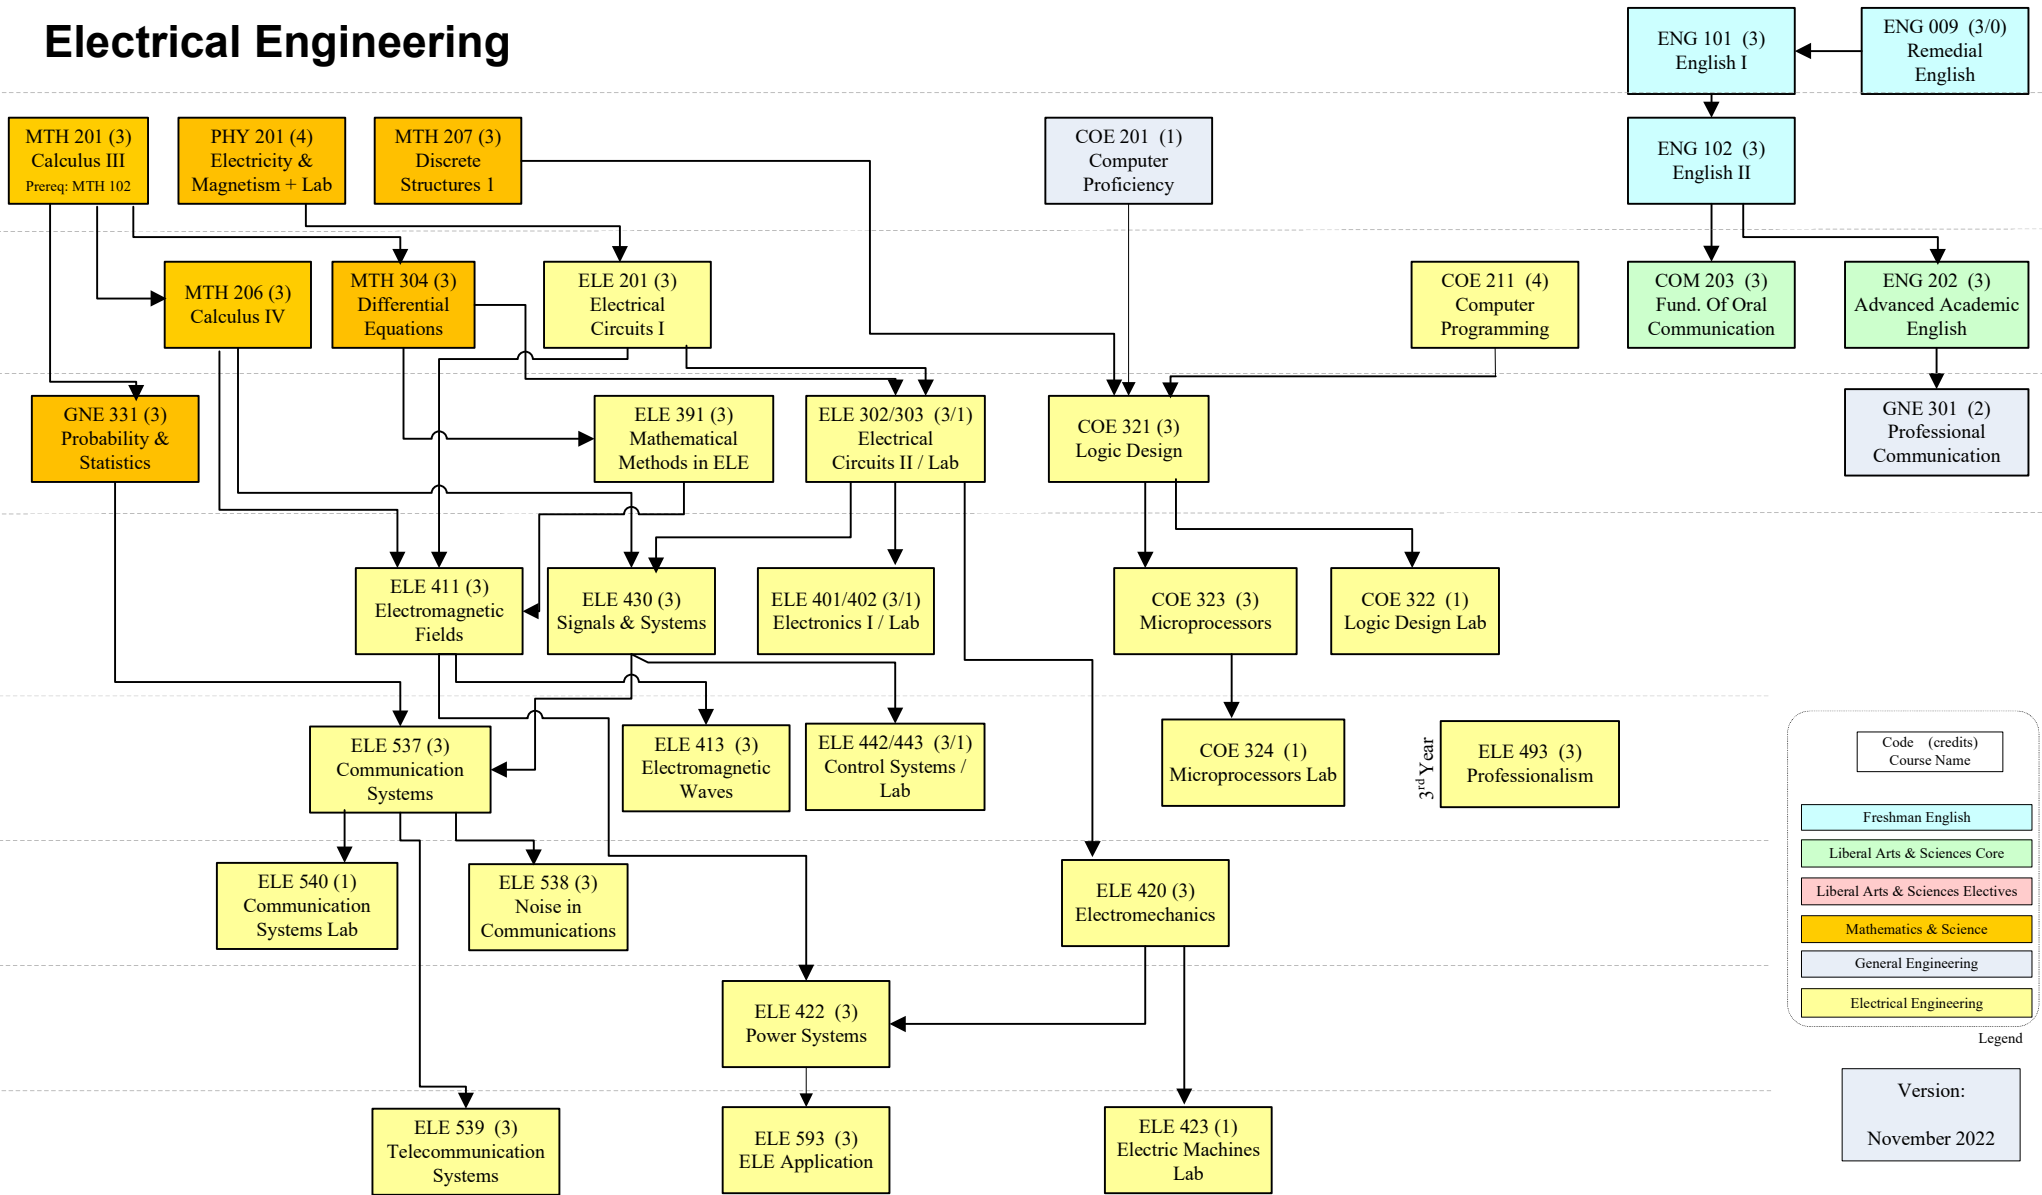 Electrical Engineering
ENG 101  (3)
English I
ENG 009  (3/0)
Remedial
English
MTH 201 (3)
Calculus III
Prereq: MTH 102
PHY 201 (4)
Electricity &
Magnetism + Lab
MTH 207 (3)
Discrete
Structures 1
COE 201  (1)
Computer
Proficiency
ENG 102  (3)
English II
MTH 206 (3)
Calculus IV
MTH 304 (3)
Differential
Equations
ELE 201 (3)
Electrical
Circuits I
COE 211  (4)
Computer
Programming
COM 203  (3)
Fund. Of Oral
Communication
ENG 202  (3)
Advanced Academic
English
GNE 331 (3)
Probability &
Statistics
ELE 391 (3)
Mathematical
Methods in ELE
ELE 302/303  (3/1)
Electrical
Circuits II / Lab
COE 321 (3)
Logic Design
GNE 301  (2)
Professional
Communication
ELE 411 (3)
Electromagnetic
Fields
ELE 430 (3)
Signals & Systems
ELE 401/402 (3/1)
Electronics I / Lab
COE 323  (3)
Microprocessors
COE 322  (1)
Logic Design Lab
ELE 537 (3)
Communication
Systems
ELE 413  (3)
Electromagnetic
Waves
ELE 442/443  (3/1)
Control Systems /
Lab
COE 324  (1)
Microprocessors Lab
3rd Year
ELE 493  (3)
Professionalism
ELE 540 (1)
Communication
Systems Lab
ELE 538 (3)
Noise in
Communications
ELE 420 (3)
Electromechanics
ELE 422  (3)
Power Systems
ELE 539  (3)
Telecommunication
Systems
ELE 593  (3)
ELE Application
ELE 423 (1)
Electric Machines
Lab
Code    (credits)
Course Name
Freshman English
Liberal Arts & Sciences Core
Liberal Arts & Sciences Electives
Mathematics & Science
General Engineering
Electrical Engineering
Legend
Version:
November 2022